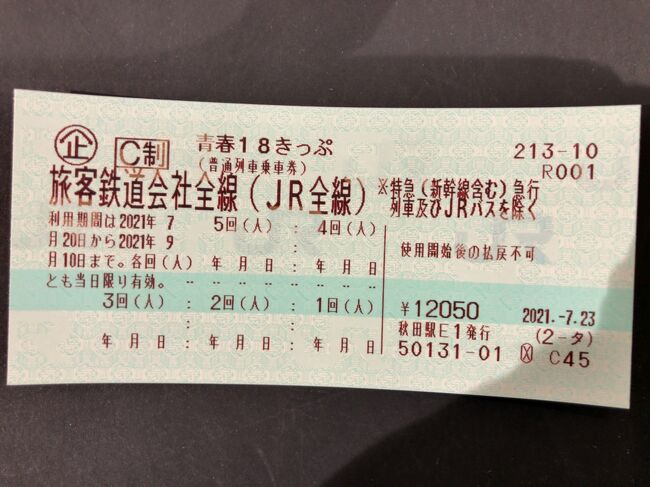 企 C制 青春18きっぷ 213-10
(普通列車乗車券) R001
旅客鉄道会社全線(JR全線) ※特急(新幹線含む)急行
列車及びJRバスを除く
利用期間は2021年 7 5回(人) : 4回(人)
月20日から2021年 9 : 使用開始後の払戻不可
月10日まで。各回(人) 年 月 日 : 年 月 日
とも当日限り有効。
3回(人) : 2回(人) : 1回(人) ¥12050 2021.-7.23
秋田駅E1発行 (2-タ)
年 月 日 : 年 月 日 : 年 月 日 50131-01 C45